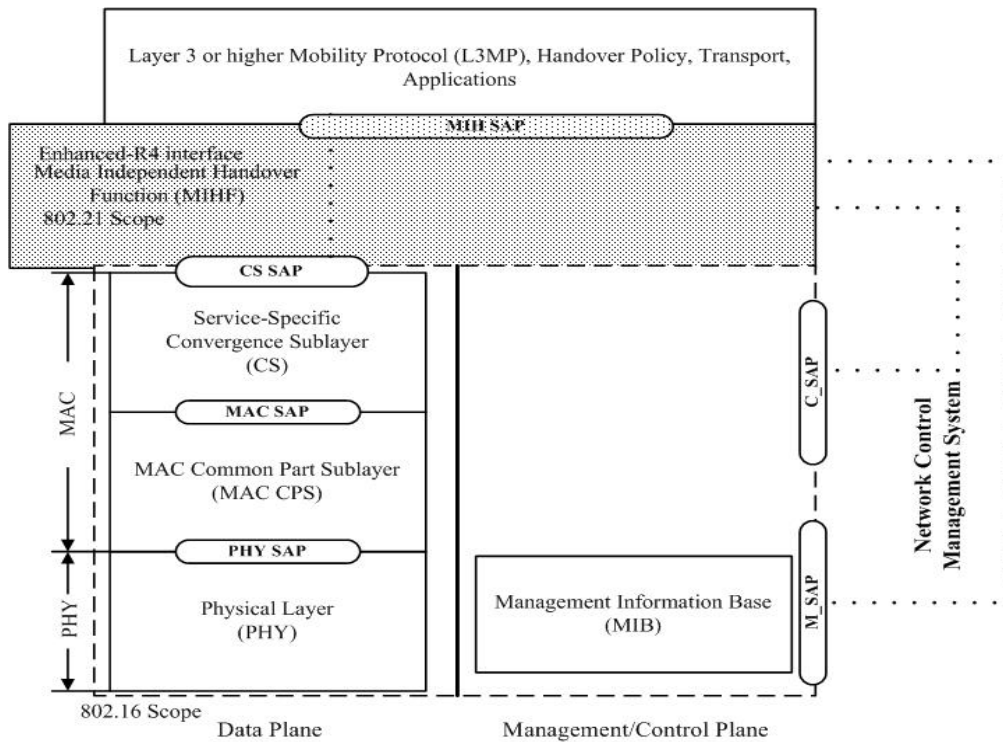 Layer 3 or higher Mobility Protocol (L3MP), Handover Policy, Transport,
Applications
MIH SAP
Enhanced-R4 interface
Media Independent Handover
Function (MIHF)
802.21 Scope
CS SAP
Service-Specific
Convergence Sublayer
(CS)
MAC SAP
MAC Common Part Sublayer
(MAC CPS)
PHY SAP
Physical Layer
(PHY)
MAC
PHY
802.16 Scope
Data Plane
Management Information Base
(MIB)
Management/Control Plane
C_SAP
M_SAP
Network Control
Management System